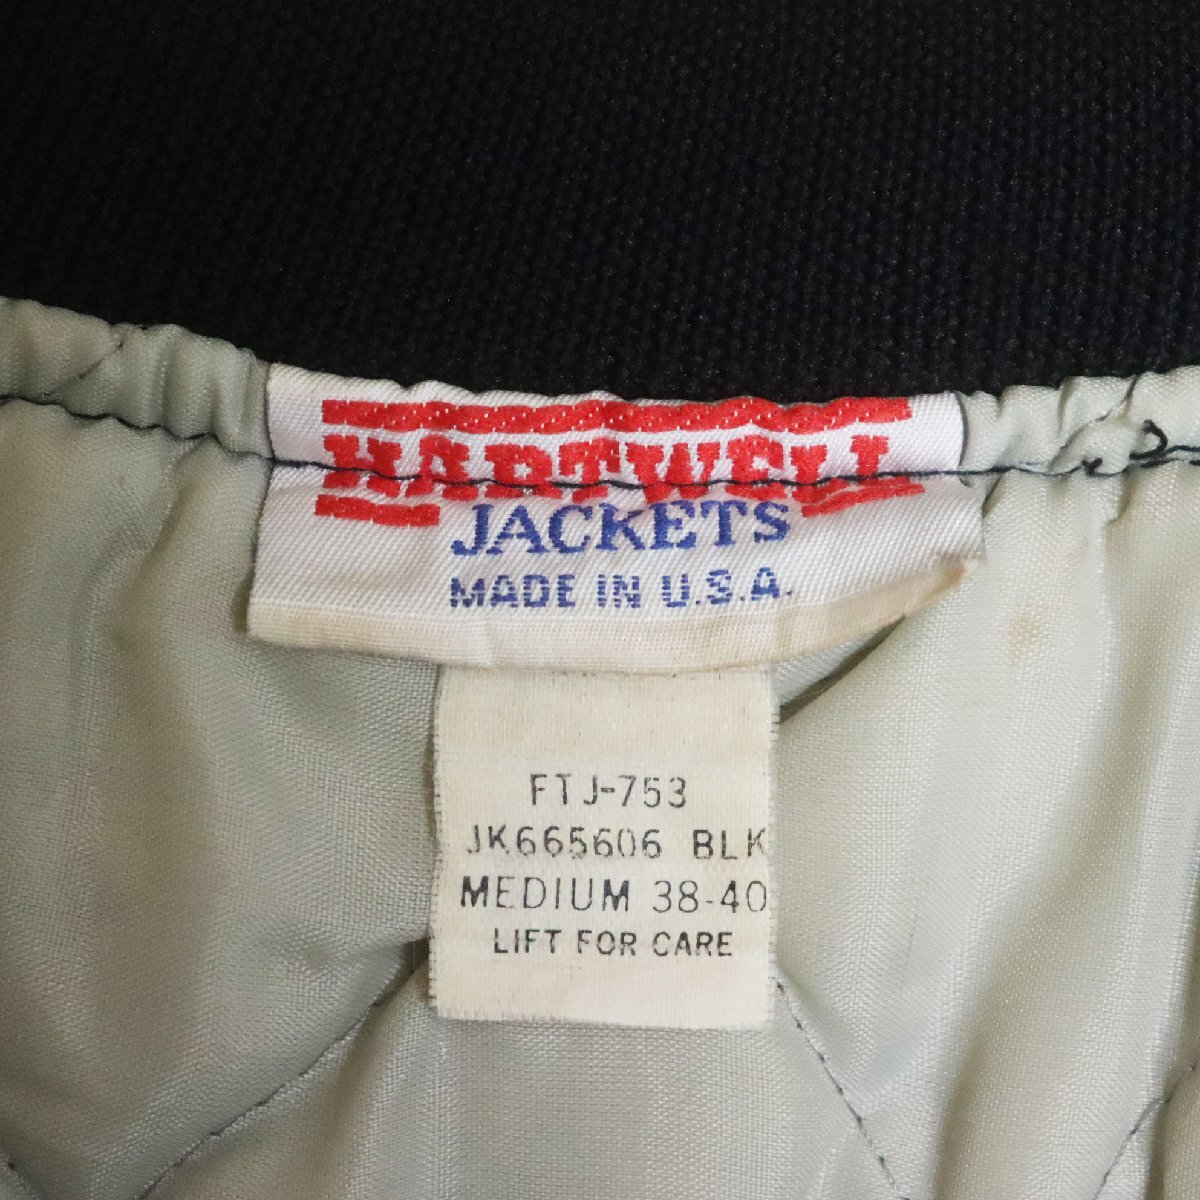 HARTWELL
JACKETS
MADE IN U.S.A.
FTJ-753
JK665606 BLK
MEDIUM 38-40
LIFT FOR CARE